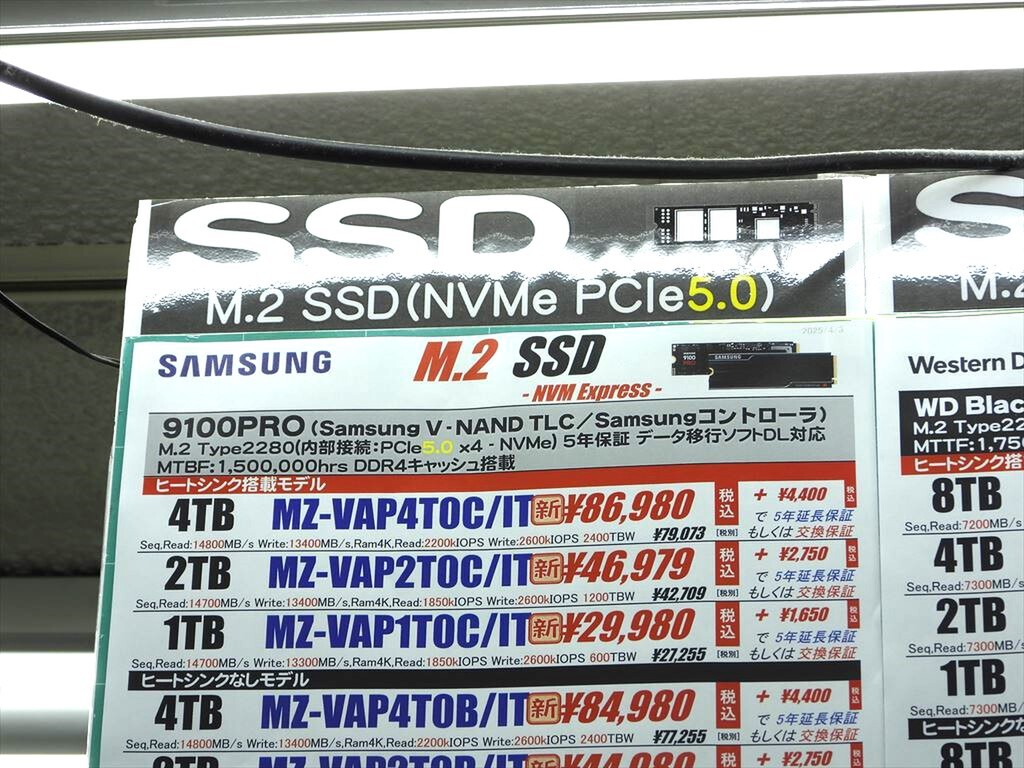 SSD
M.2 SSD(NVMe PCIe5.0)
2025/4/3
SAMSUNG
M.2 SSD
- NVM Express -
9100PRO (Samsung V-NAND TLC/Samsungコントローラ)
M.2 Type2280(内部接続:PCIe5.0 ×4 - NVMe) 5年保証 データ移行ソフトDL対応
MTBF:1,500,000hrs DDR4キャッシュ搭載
ヒートシンク搭載モデル
4TB MZ-VAP4T0C/IT 新 ¥86,980 税込 + ¥4,400 税込
で 5年延長保証
Seq,Read:14800MB/s Write:13400MB/s,Ram4K,Read:2200kIOPS Write:2600kIOPS 2400TBW ¥79,073 [税別] もしくは 交換保証
2TB MZ-VAP2T0C/IT 新 ¥46,979 税込 + ¥2,750 税込
で 5年延長保証
Seq,Read:14700MB/s Write:13400MB/s,Ram4K,Read:1850kIOPS Write:2600kIOPS 1200TBW ¥42,709 [税別] もしくは 交換保証
1TB MZ-VAP1T0C/IT 新 ¥29,980 税込 + ¥1,650 税込
で 5年延長保証
Seq,Read:14700MB/s Write:13300MB/s,Ram4K,Read:1850kIOPS Write:2600kIOPS 600TBW ¥27,255 [税別] もしくは 交換保証
ヒートシンクなしモデル
4TB MZ-VAP4T0B/IT 新 ¥84,980 税込 + ¥4,400 税込
で 5年延長保証
Seq,Read:14800MB/s Write:13400MB/s,Ram4K,Read:2200kIOPS Write:2600kIOPS 2400TBW ¥77,255 [税別] もしくは 交換保証
+ ¥2,750
S
M.2
Western D
WD Blac
M.2 Type22
MTTF:1,750
ヒートシンク搭
8TB
Seq,Read:7200MB/s
4TB
Seq,Read:7300MB/s
2TB
Seq,Read:7300MB/s
1TB
Seq,Read:7300MB/
ヒートシンクな
8TB